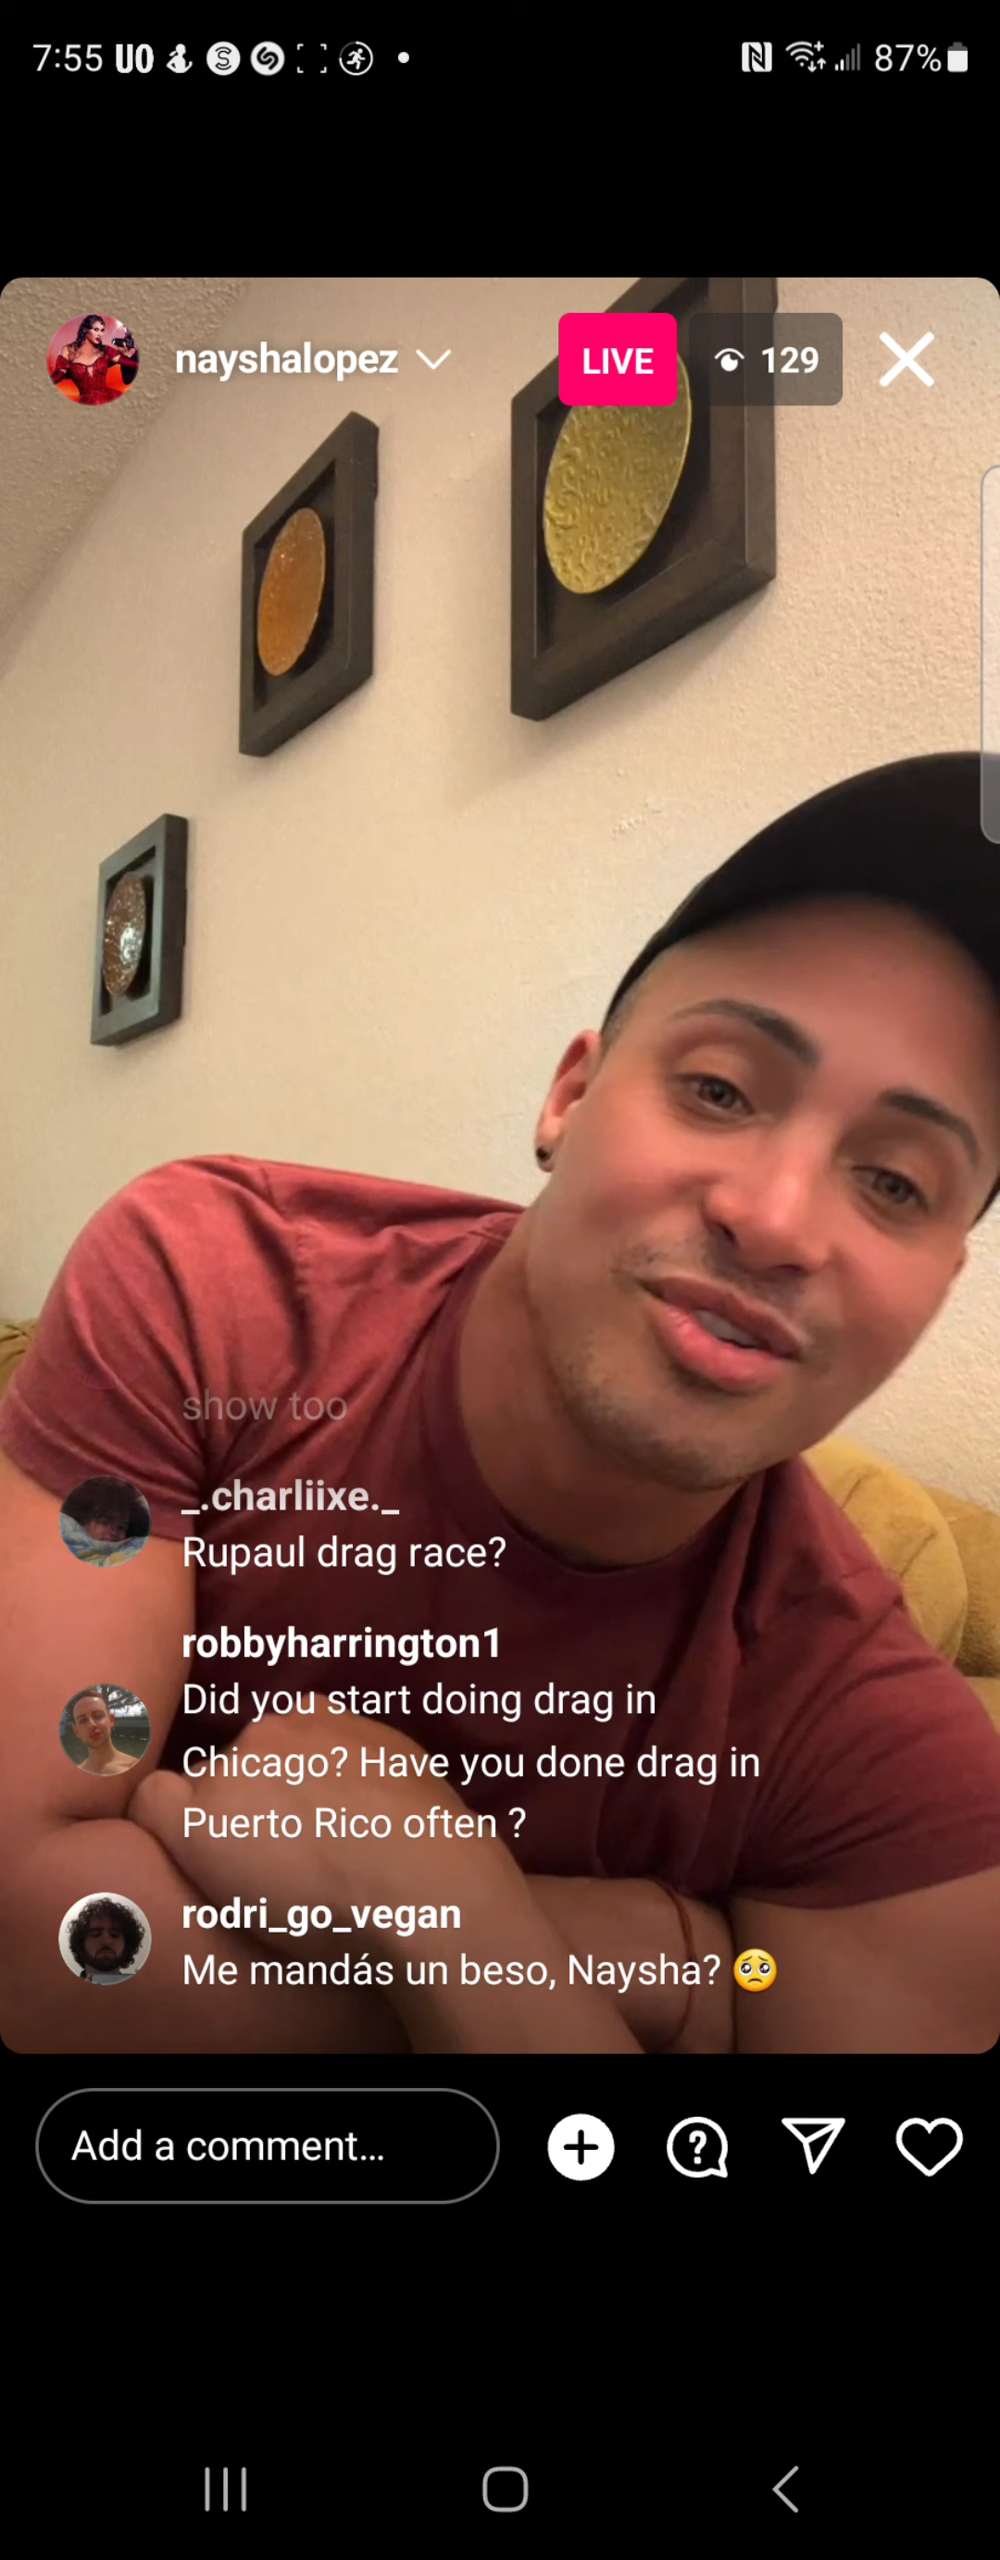 7:55 UO
87%
nayshalopez
LIVE
129
show too
_.charliixe._
Rupaul drag race?
robbyharrington1
Did you start doing drag in
Chicago? Have you done drag in
Puerto Rico often ?
rodri_go_vegan
Me mandás un beso, Naysha? 🥺
Add a comment...